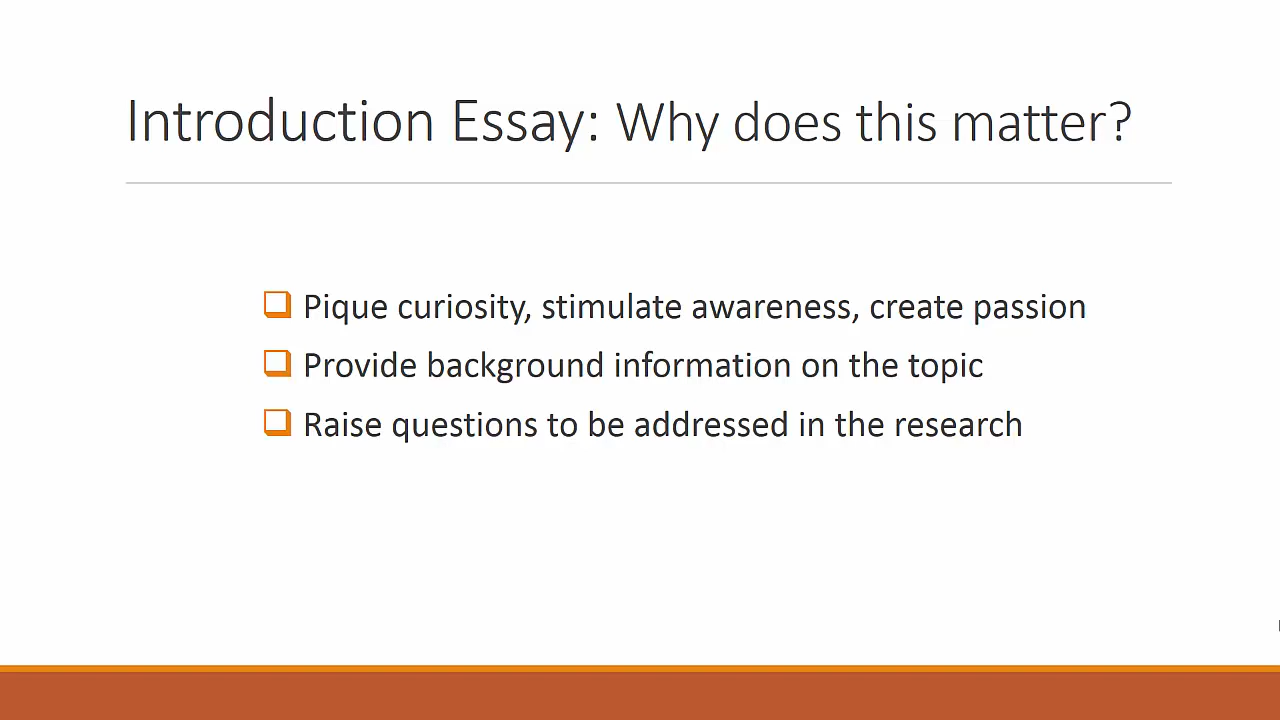 Introduction Essay: Why does this matter?
Pique curiosity, stimulate awareness, create passion
Provide background information on the topic
Raise questions to be addressed in the research